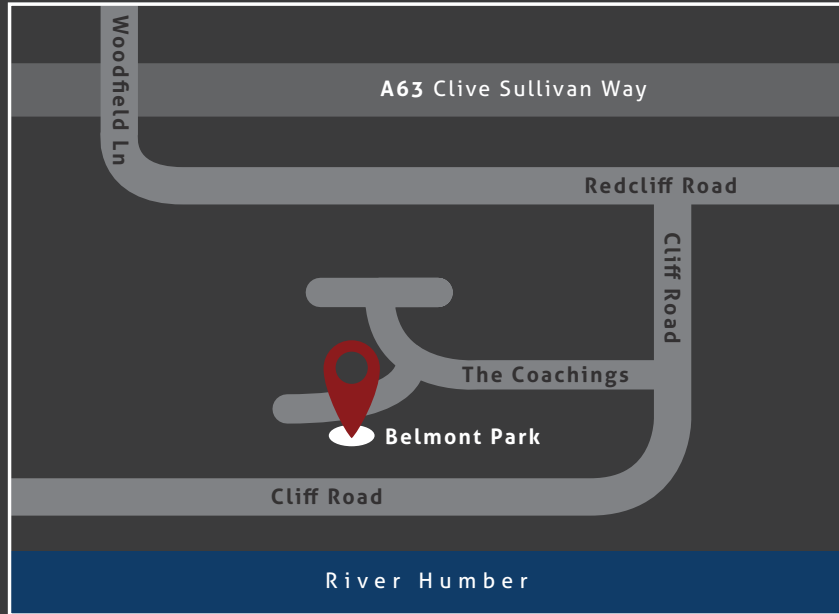 Woodfield Ln
A63 Clive Sullivan Way
Redcliff Road
Cliff Road
The Coachings
Belmont Park
Cliff Road
River Humber